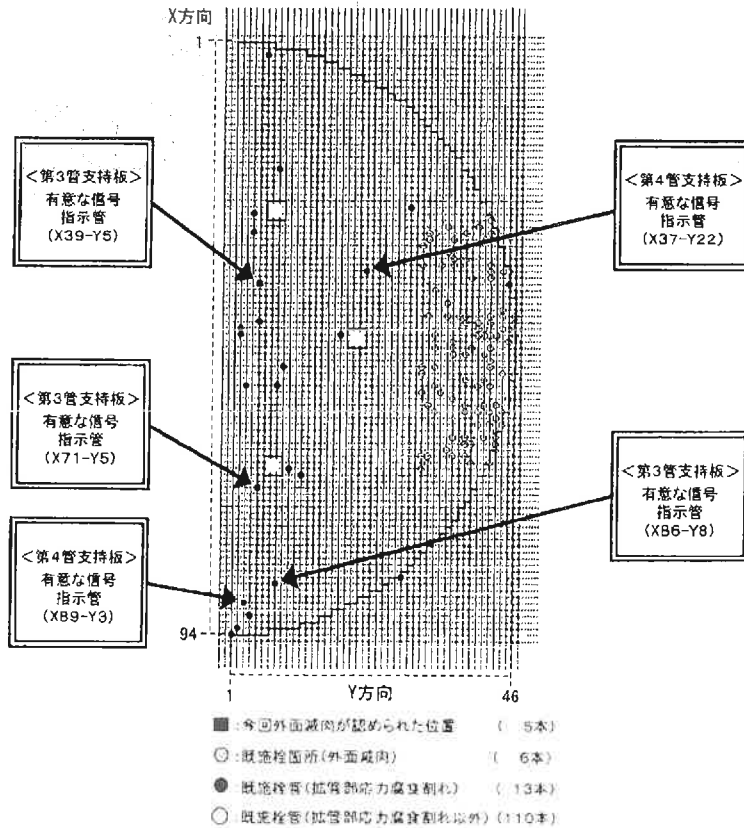 X方向
1
<第3管支持板>
有意な信号
指示管
(X39-Y5)
<第4管支持板>
有意な信号
指示管
(X37-Y22)
<第3管支持板>
有意な信号
指示管
(X71-Y5)
<第3管支持板>
有意な信号
指示管
(X86-Y8)
<第4管支持板>
有意な信号
指示管
(X89-Y3)
94
1
Y方向
46
■:今回外面減肉が認められた位置 ( 5本)
○:既施栓箇所(外面減肉) ( 6本)
●:既施栓管(拡管部応力腐食割れ) ( 13本)
○:既施栓管(拡管部応力腐食割れ以外) (110本)